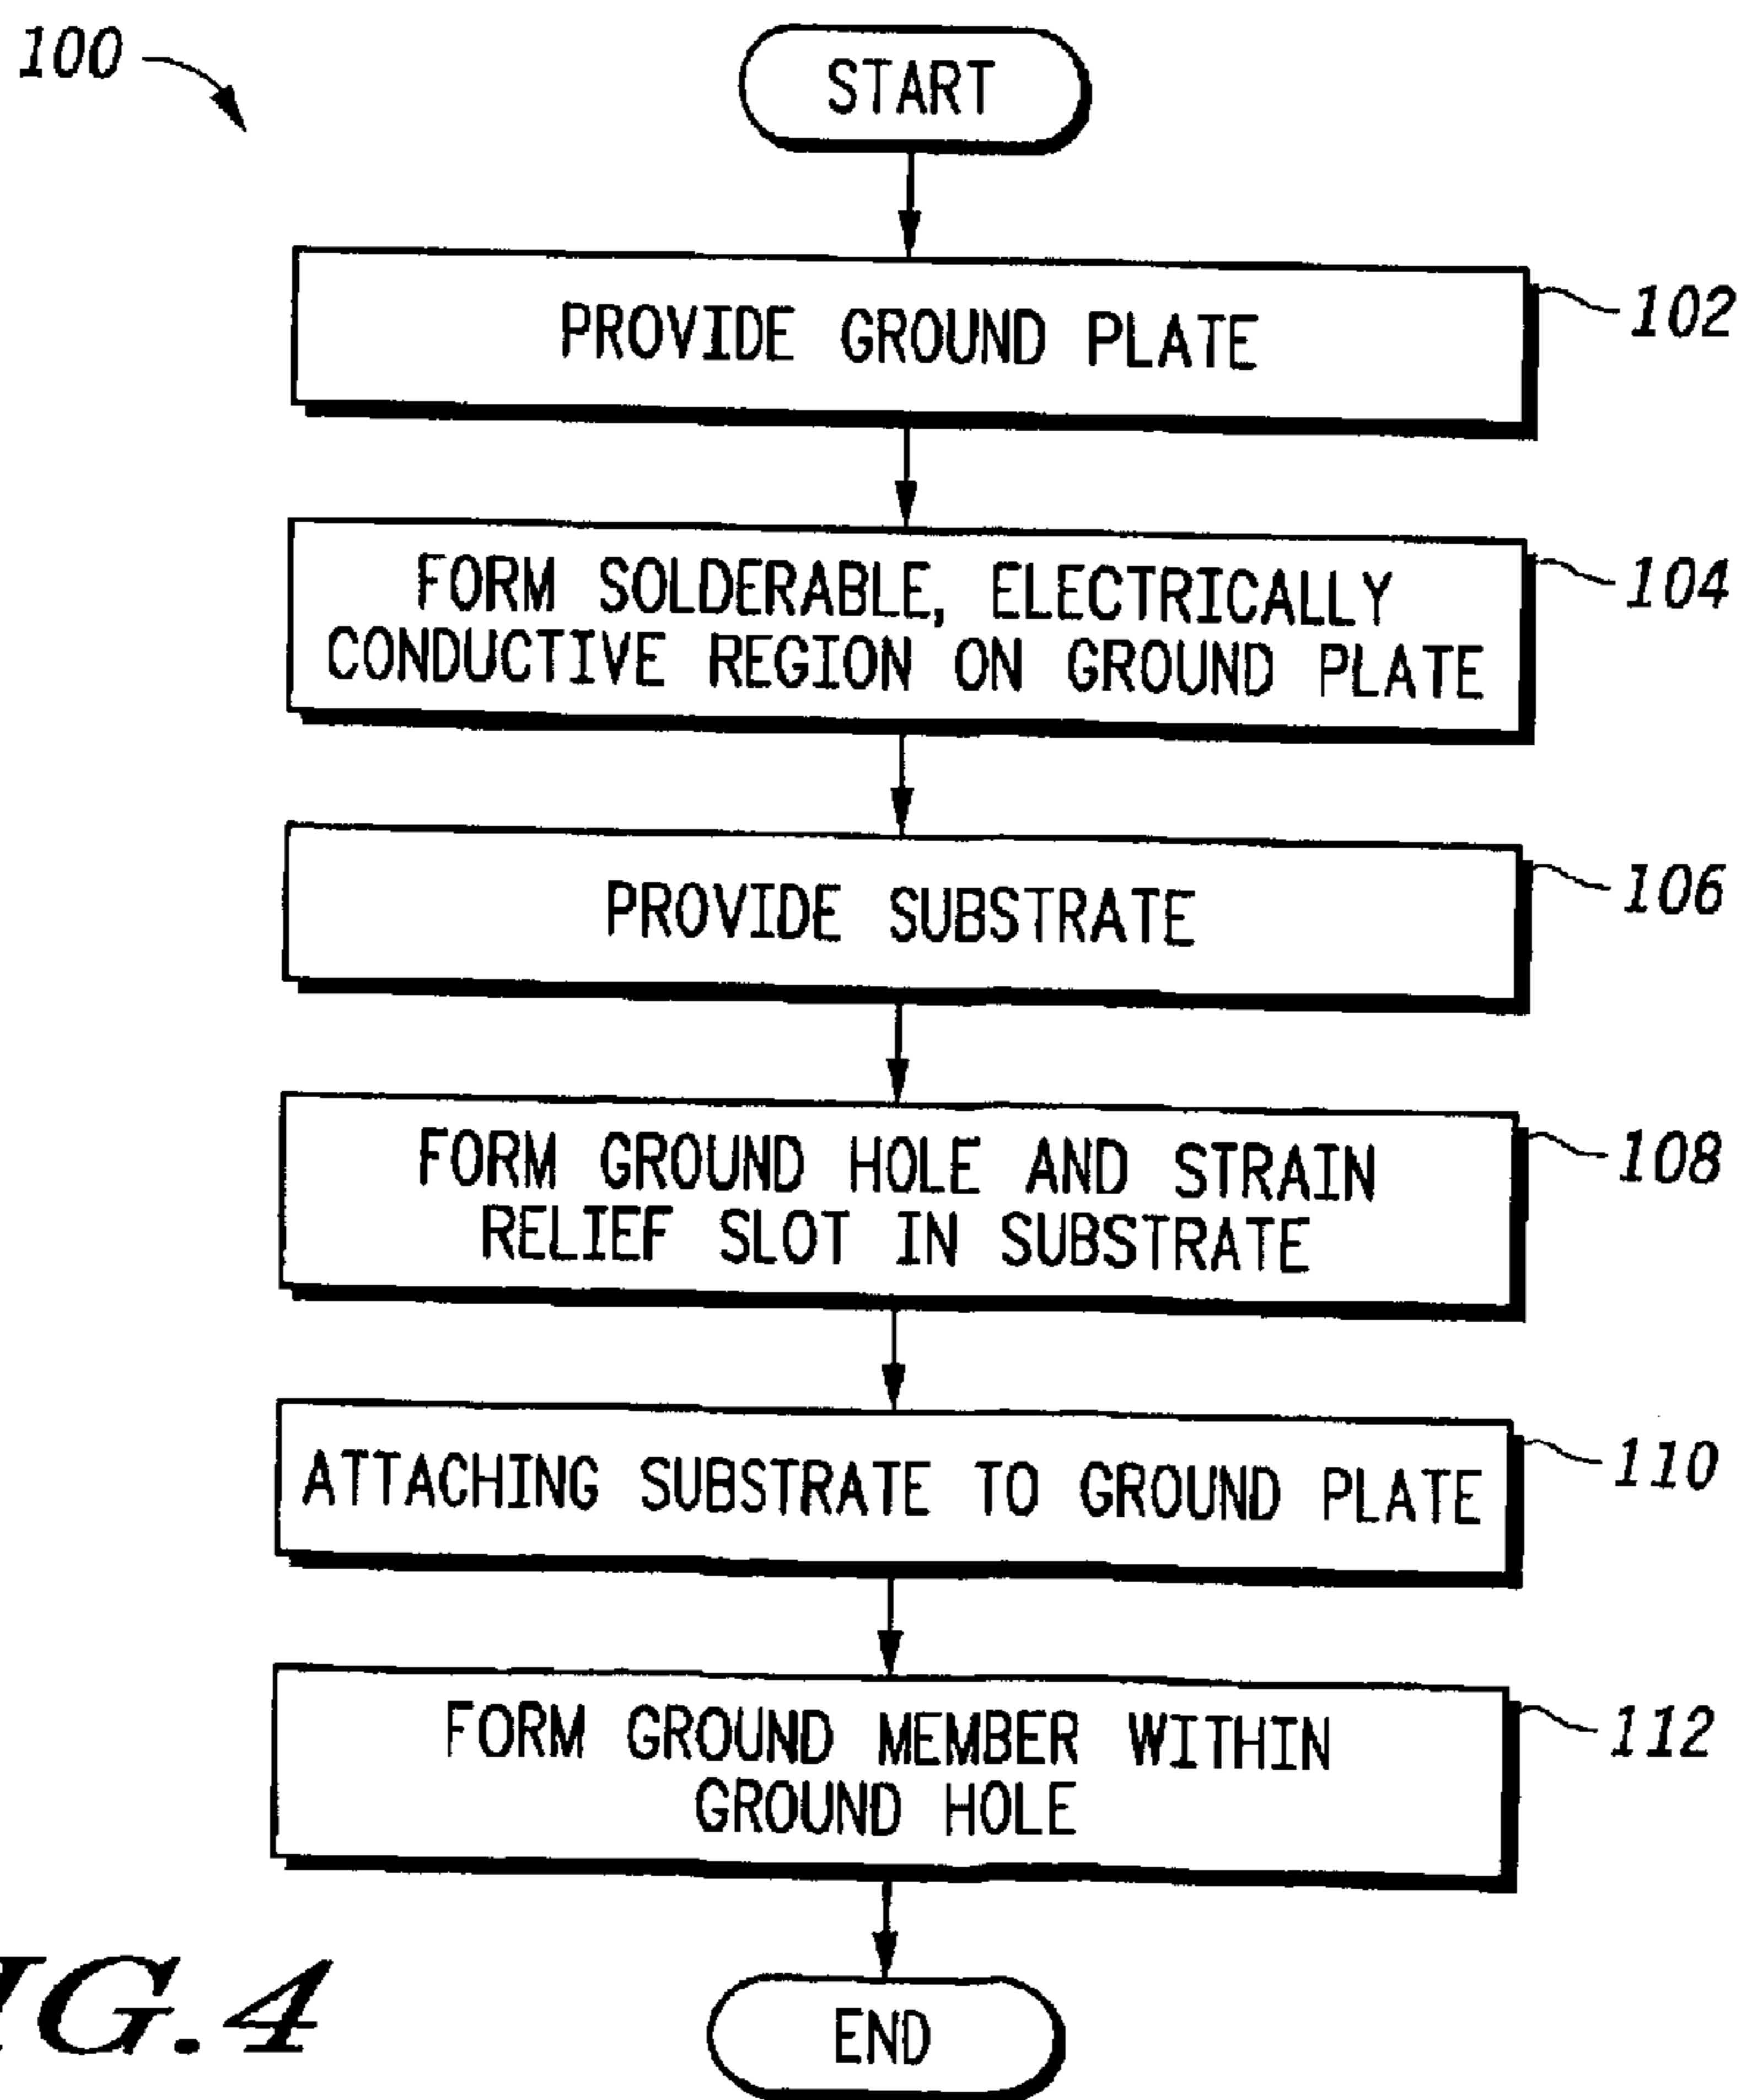 100
START
PROVIDE GROUND PLATE
102
FORM SOLDERABLE, ELECTRICALLY
CONDUCTIVE REGION ON GROUND PLATE
104
PROVIDE SUBSTRATE
106
FORM GROUND HOLE AND STRAIN
RELIEF SLOT IN SUBSTRATE
108
ATTACHING SUBSTRATE TO GROUND PLATE
110
FORM GROUND MEMBER WITHIN
GROUND HOLE
112
END
IG.4